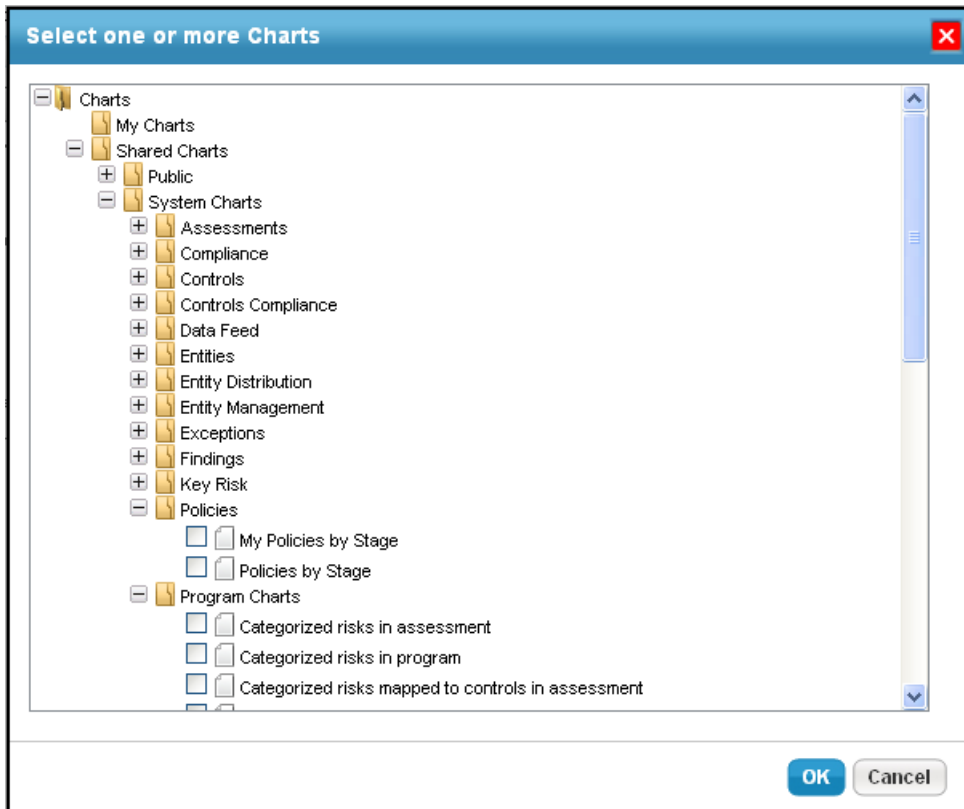 Select one or more Charts
Charts
My Charts
Shared Charts
Public
System Charts
Assessments
Compliance
Controls
Controls Compliance
Data Feed
Entities
Entity Distribution
Entity Management
Exceptions
Findings
Key Risk
Policies
My Policies by Stage
Policies by Stage
Program Charts
Categorized risks in assessment
Categorized risks in program
Categorized risks mapped to controls in assessment
OK
Cancel